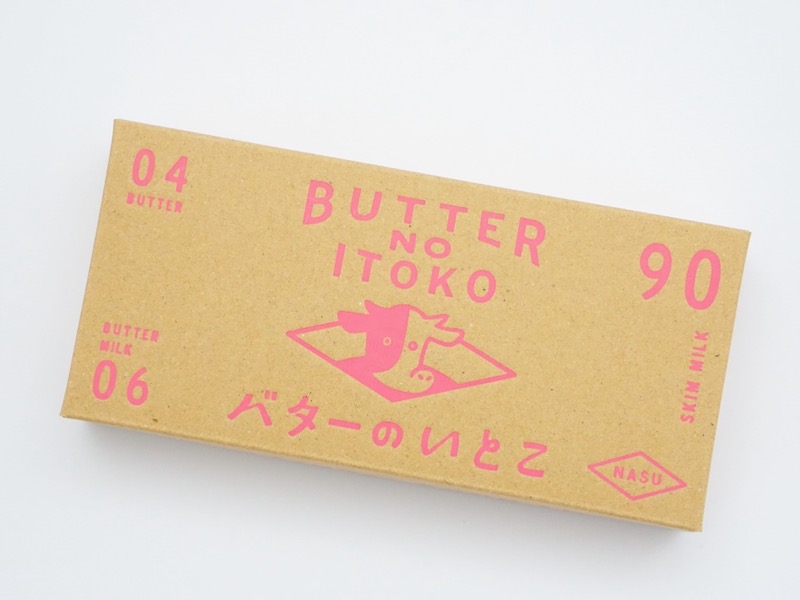 04
BUTTER
BUTTER
NO
ITOKO
90
SKIM MILK
BUTTER
MILK
06
バターのいとこ
NASU